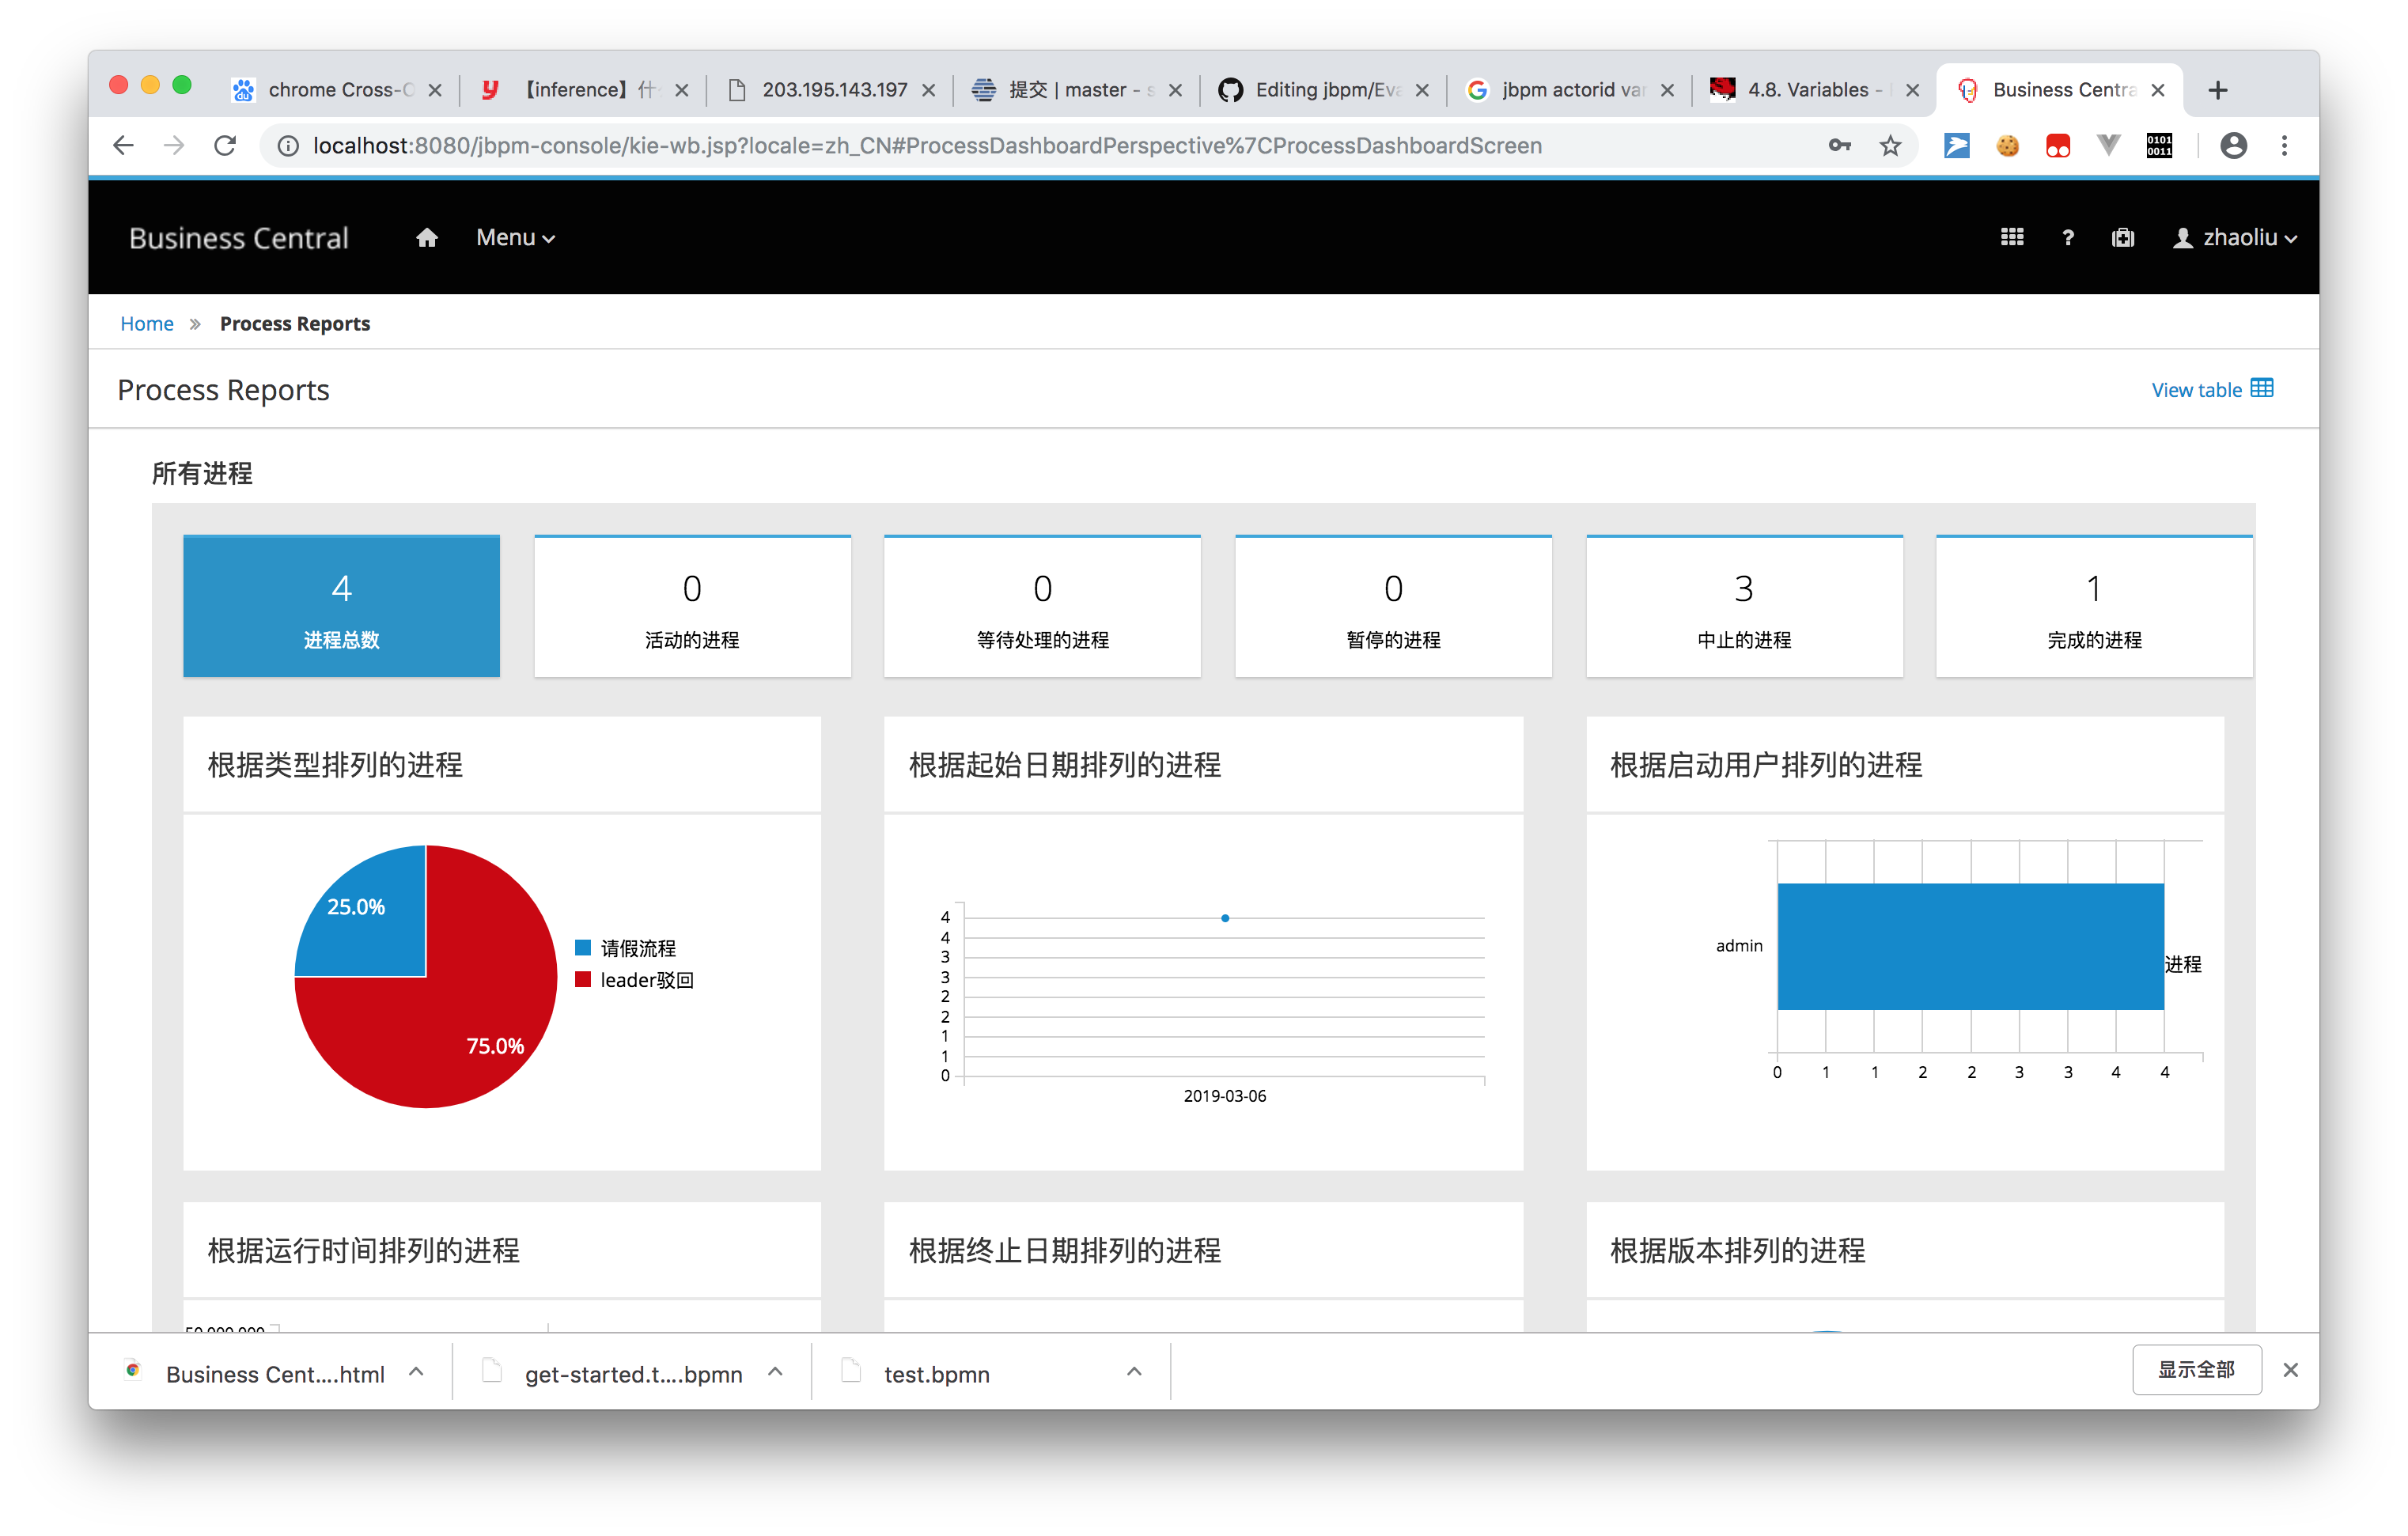 chrome Cross-O
【inference】什
203.195.143.197
提交 | master - s
Editing jbpm/Eva
jbpm actorid var
4.8. Variables -
Business Centra
localhost:8080/jbpm-console/kie-wb.jsp?locale=zh_CN#ProcessDashboardPerspective%7CProcessDashboardScreen
0101
0011
Business Central
Menu
?
zhaoliu
Home » Process Reports
Process Reports
View table
所有进程
4
进程总数
0
活动的进程
0
等待处理的进程
0
暂停的进程
3
中止的进程
1
完成的进程
根据类型排列的进程
25.0%
75.0%
请假流程
leader驳回
根据起始日期排列的进程
4
4
3
3
2
2
1
1
0
2019-03-06
根据启动用户排列的进程
admin
进程
0 1 1 2 2 3 3 4 4
根据运行时间排列的进程
根据终止日期排列的进程
根据版本排列的进程
Business Cent....html
get-started.t....bpmn
test.bpmn
显示全部